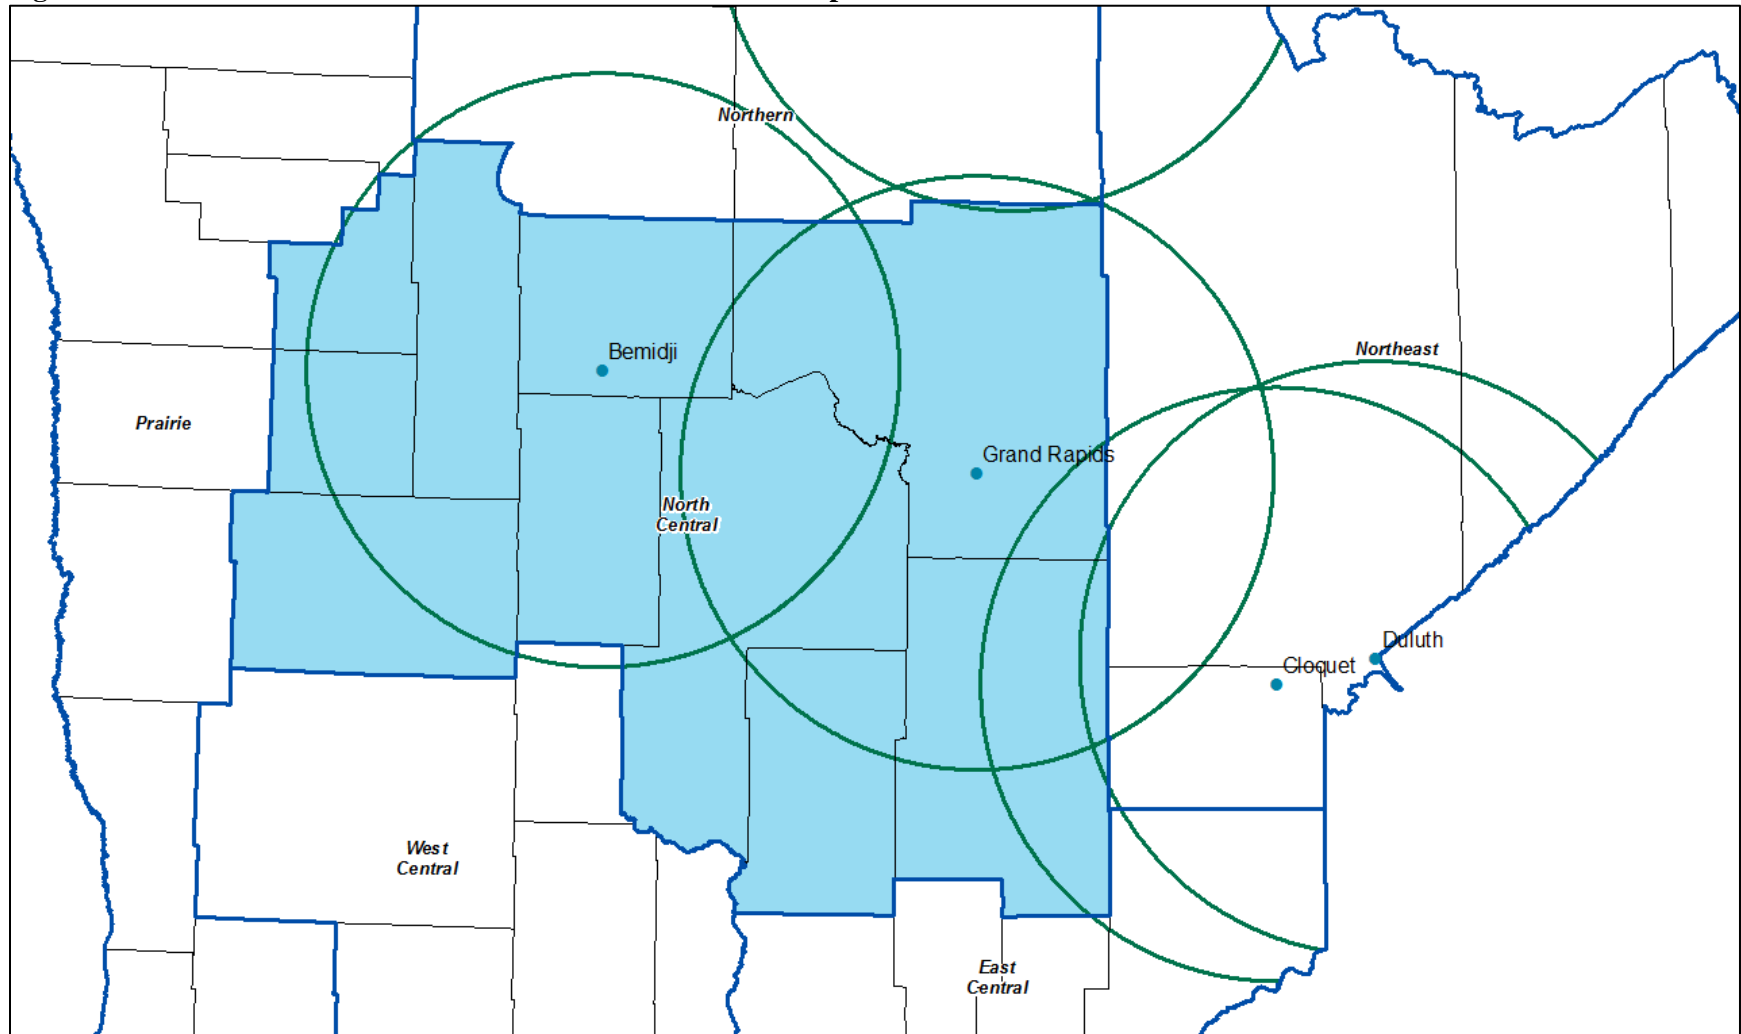 Northern
Bemidji
Northeast
Prairie
Grand Rapids
North
Central
Duluth
Cloquet
West
Central
East
Central